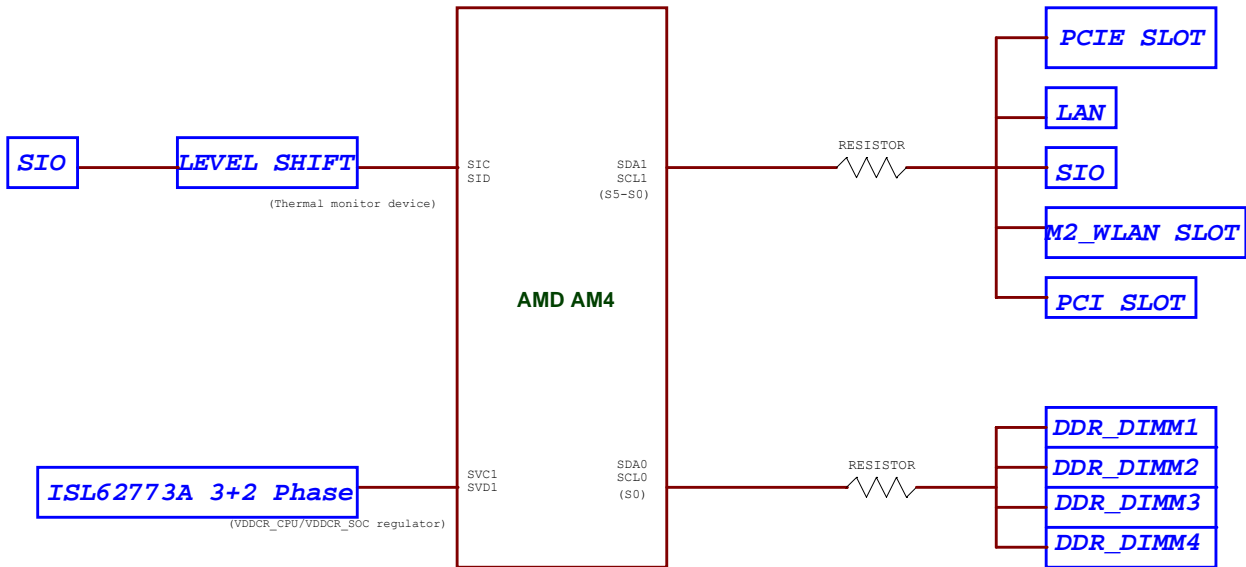 PCIE SLOT
LAN
SIO
LEVEL SHIFT
SIC
SID
(Thermal monitor device)
SDA1
SCL1
(S5-S0)
RESISTOR
SIO
M2_WLAN SLOT
PCI SLOT
AMD AM4
ISL62773A 3+2 Phase
SVC1
SVD1
(VDDCR_CPU/VDDCR_SOC regulator)
SDA0
SCL0
(S0)
RESISTOR
DDR_DIMM1
DDR_DIMM2
DDR_DIMM3
DDR_DIMM4